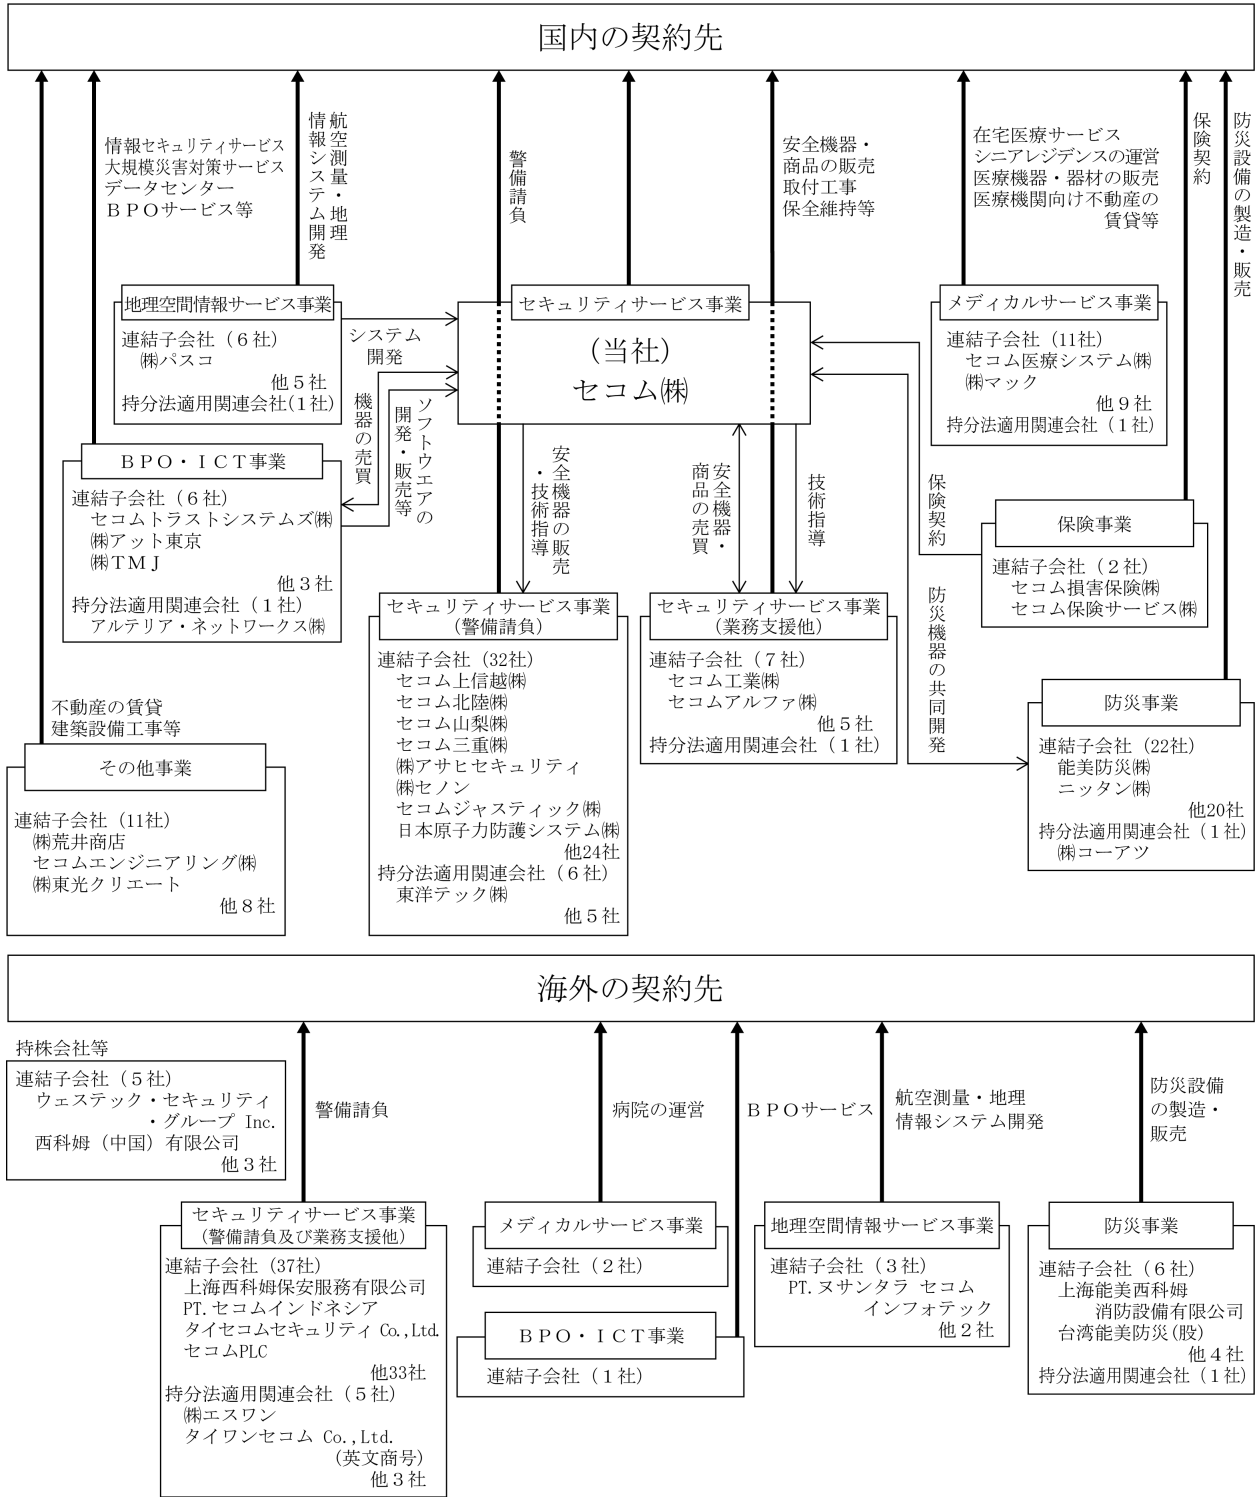 国内の契約先
情報セキュリティサービス
大規模災害対策サービス
データセンター
ＢＰＯサービス等
航空測量・地理
情報システム開発
警備請負
安全機器・
商品の販売
取付工事
保全維持等
在宅医療サービス
シニアレジデンスの運営
医療機器・器材の販売
医療機関向け不動産の
賃貸等
保険契約
防災設備の製造・販売
地理空間情報サービス事業
連結子会社（６社）
㈱パスコ
他５社
持分法適用関連会社(１社)
システム
開発
セキュリティサービス事業
（当社）
セコム㈱
メディカルサービス事業
連結子会社（11社）
セコム医療システム㈱
㈱マック
他９社
持分法適用関連会社（１社）
機器の売買
ソフトウエアの
開発・販売等
ＢＰＯ・ＩＣＴ事業
連結子会社（６社）
セコムトラストシステムズ㈱
㈱アット東京
㈱ＴＭＪ
他３社
持分法適用関連会社（１社）
アルテリア・ネットワークス㈱
安全機器の販売
・技術指導
安全機器・
商品の売買
技術指導
保険契約
保険事業
連結子会社（２社）
セコム損害保険㈱
セコム保険サービス㈱
防災機器の共同開発
セキュリティサービス事業
（警備請負）
連結子会社（32社）
セコム上信越㈱
セコム北陸㈱
セコム山梨㈱
セコム三重㈱
㈱アサヒセキュリティ
㈱セノン
セコムジャスティック㈱
日本原子力防護システム㈱
他24社
持分法適用関連会社（６社）
東洋テック㈱
他５社
セキュリティサービス事業
（業務支援他）
連結子会社（７社）
セコム工業㈱
セコムアルファ㈱
他５社
持分法適用関連会社（１社）
防災事業
連結子会社（22社）
能美防災㈱
ニッタン㈱
他20社
持分法適用関連会社（１社）
㈱コーアツ
不動産の賃貸
建築設備工事等
その他事業
連結子会社（11社）
㈱荒井商店
セコムエンジニアリング㈱
㈱東光クリエート
他８社
海外の契約先
持株会社等
連結子会社（５社）
ウェステック・セキュリティ
・グループ Inc.
西科姆（中国）有限公司
他３社
警備請負
病院の運営
ＢＰＯサービス
航空測量・地理
情報システム開発
防災設備
の製造・
販売
セキュリティサービス事業
（警備請負及び業務支援他）
連結子会社（37社）
上海西科姆保安服務有限公司
PT.セコムインドネシア
タイセコムセキュリティ Co.,Ltd.
セコムPLC
他33社
持分法適用関連会社（５社）
㈱エスワン
タイワンセコム Co.,Ltd.
（英文商号）
他３社
メディカルサービス事業
連結子会社（２社）
ＢＰＯ・ＩＣＴ事業
連結子会社（１社）
地理空間情報サービス事業
連結子会社（３社）
PT.ヌサンタラ セコム
インフォテック
他２社
防災事業
連結子会社（６社）
上海能美西科姆
消防設備有限公司
台湾能美防災(股)
他４社
持分法適用関連会社（１社）